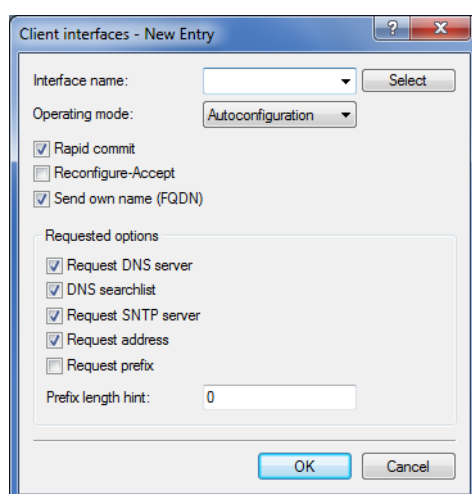 Client interfaces - New Entry
Interface name: Select
Operating mode: Autoconfiguration
Rapid commit
Reconfigure-Accept
Send own name (FQDN)
Requested options
Request DNS server
DNS searchlist
Request SNTP server
Request address
Request prefix
Prefix length hint: 0
OK Cancel